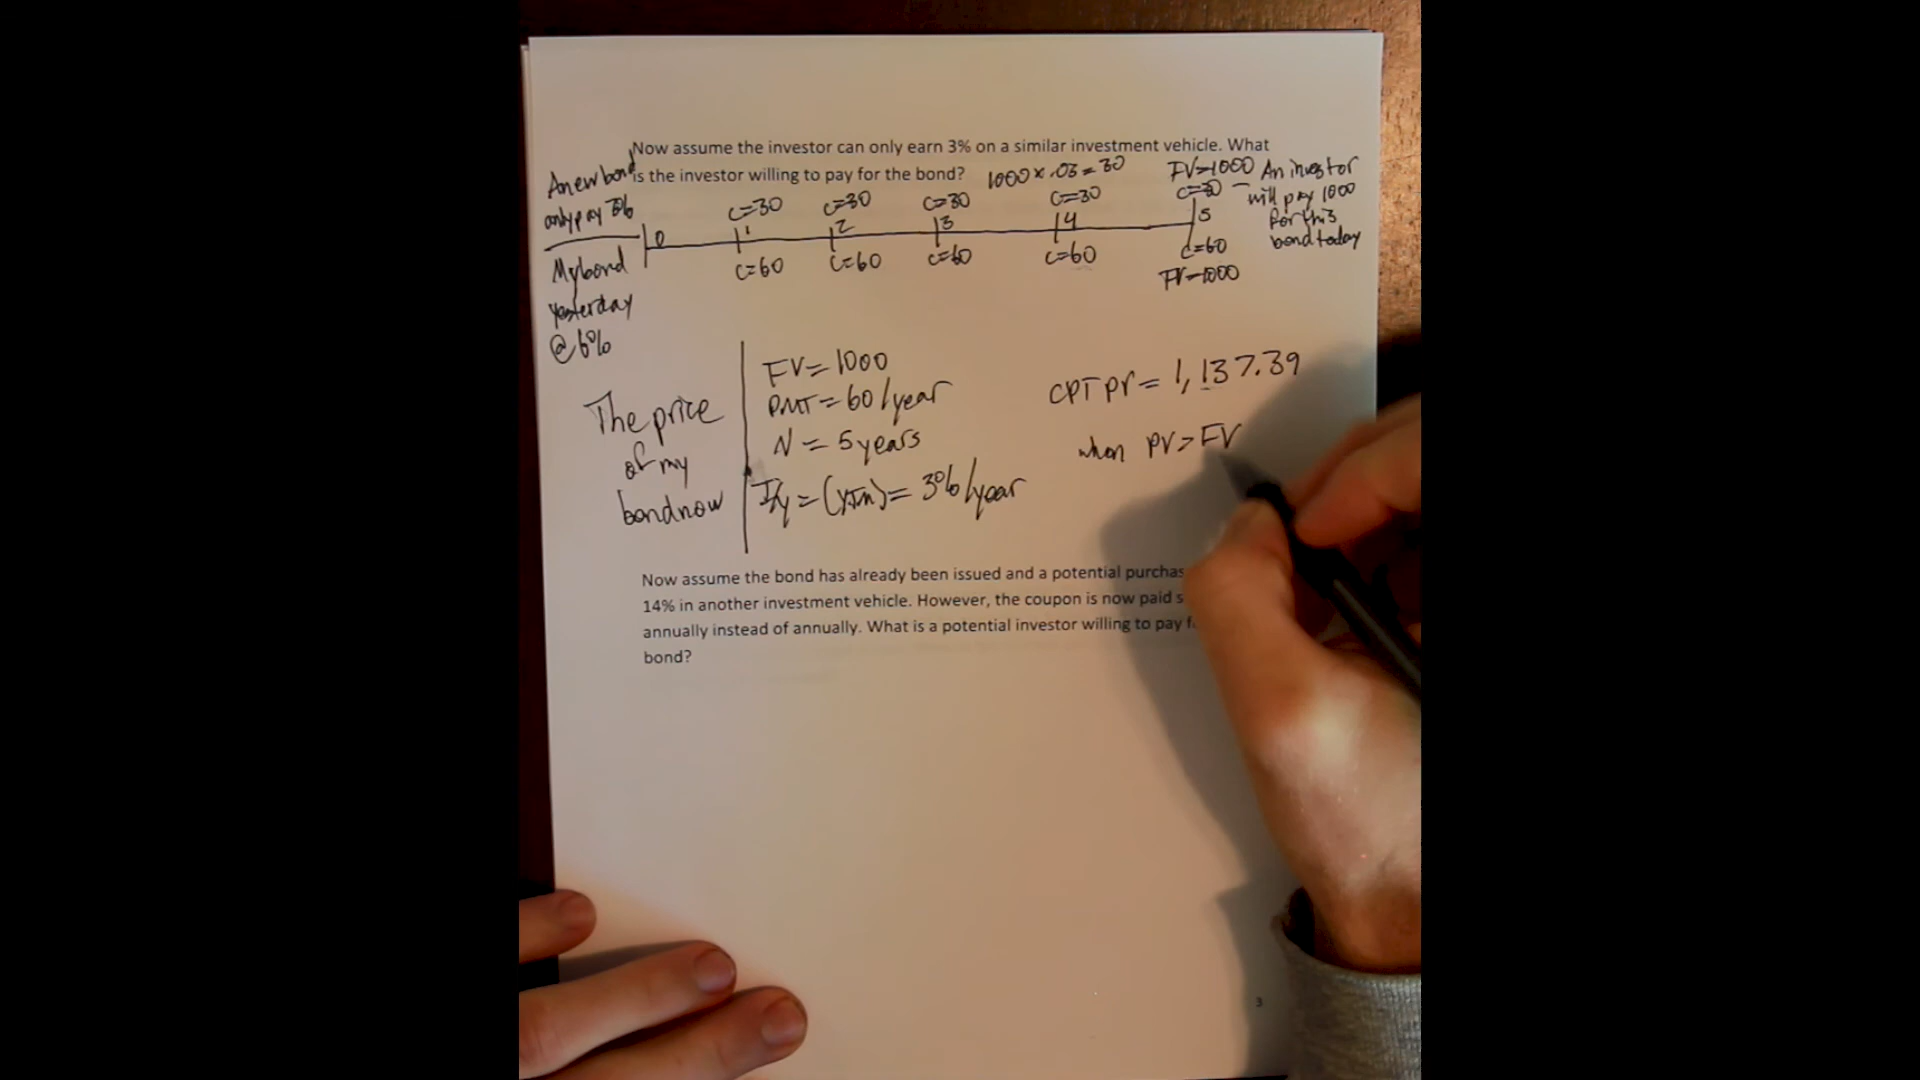 Now assume the investor can only earn 3% on a similar investment vehicle. What
is the investor willing to pay for the bond? 1000 x .03 = 30
A new bond
only pay 3%
My bond
yesterday
@ 6%
C=30 C=30 C=30 C=30 FV=1000
C=30
0 1 2 3 4 5
C=60 C=60 C=60 C=60 C=60
FV=1000
An investor
will pay 1000
for this
bond today
The price
of my
bond now
FV = 1000
PMT = 60/year
N = 5 years
I/y = (YTM) = 3%/year
CPT PV = 1,137.39
when PV > FV
Now assume the bond has already been issued and a potential purchas
14% in another investment vehicle. However, the coupon is now paid s
annually instead of annually. What is a potential investor willing to pay f
bond?
3